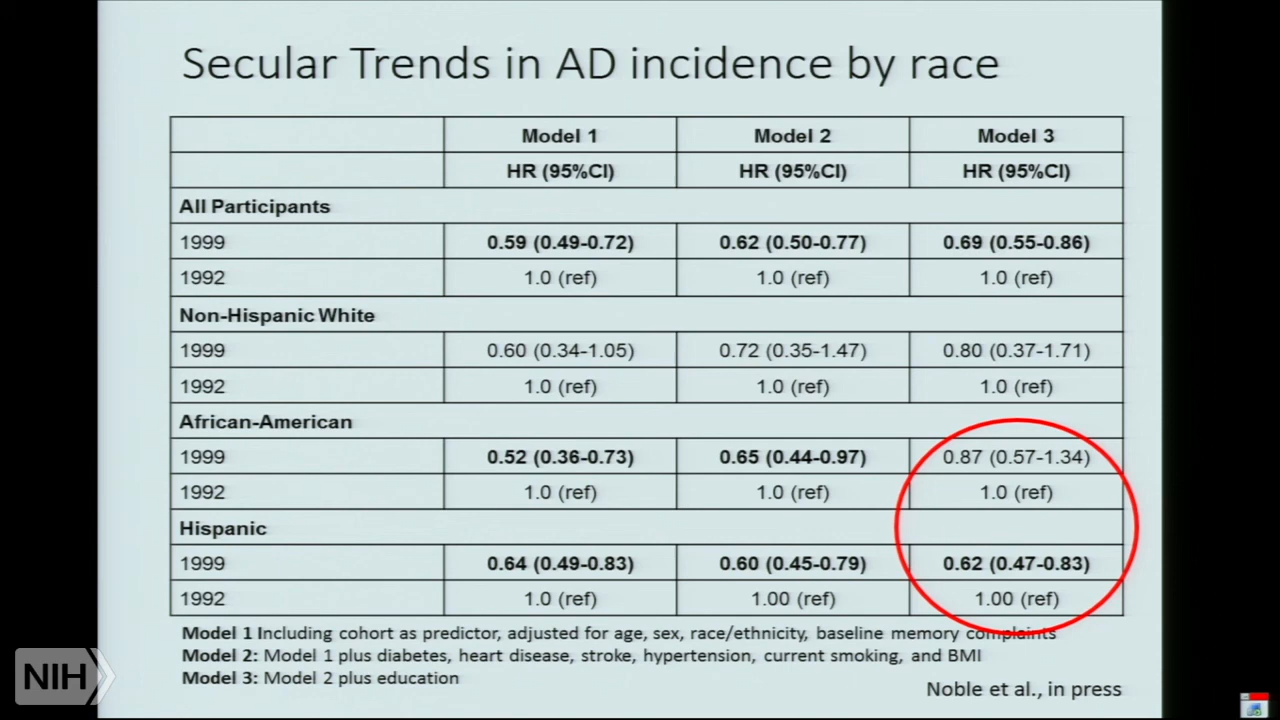 Secular Trends in AD incidence by race
Model 1 Model 2 Model 3
HR (95%CI) HR (95%CI) HR (95%CI)
All Participants
1999 0.59 (0.49-0.72) 0.62 (0.50-0.77) 0.69 (0.55-0.86)
1992 1.0 (ref) 1.0 (ref) 1.0 (ref)
Non-Hispanic White
1999 0.60 (0.34-1.05) 0.72 (0.35-1.47) 0.80 (0.37-1.71)
1992 1.0 (ref) 1.0 (ref) 1.0 (ref)
African-American
1999 0.52 (0.36-0.73) 0.65 (0.44-0.97) 0.87 (0.57-1.34)
1992 1.0 (ref) 1.0 (ref) 1.0 (ref)
Hispanic
1999 0.64 (0.49-0.83) 0.60 (0.45-0.79) 0.62 (0.47-0.83)
1992 1.0 (ref) 1.00 (ref) 1.00 (ref)
Model 1 Including cohort as predictor, adjusted for age, sex, race/ethnicity, baseline memory complaints
Model 2: Model 1 plus diabetes, heart disease, stroke, hypertension, current smoking, and BMI
Model 3: Model 2 plus education
Noble et al., in press
NIH